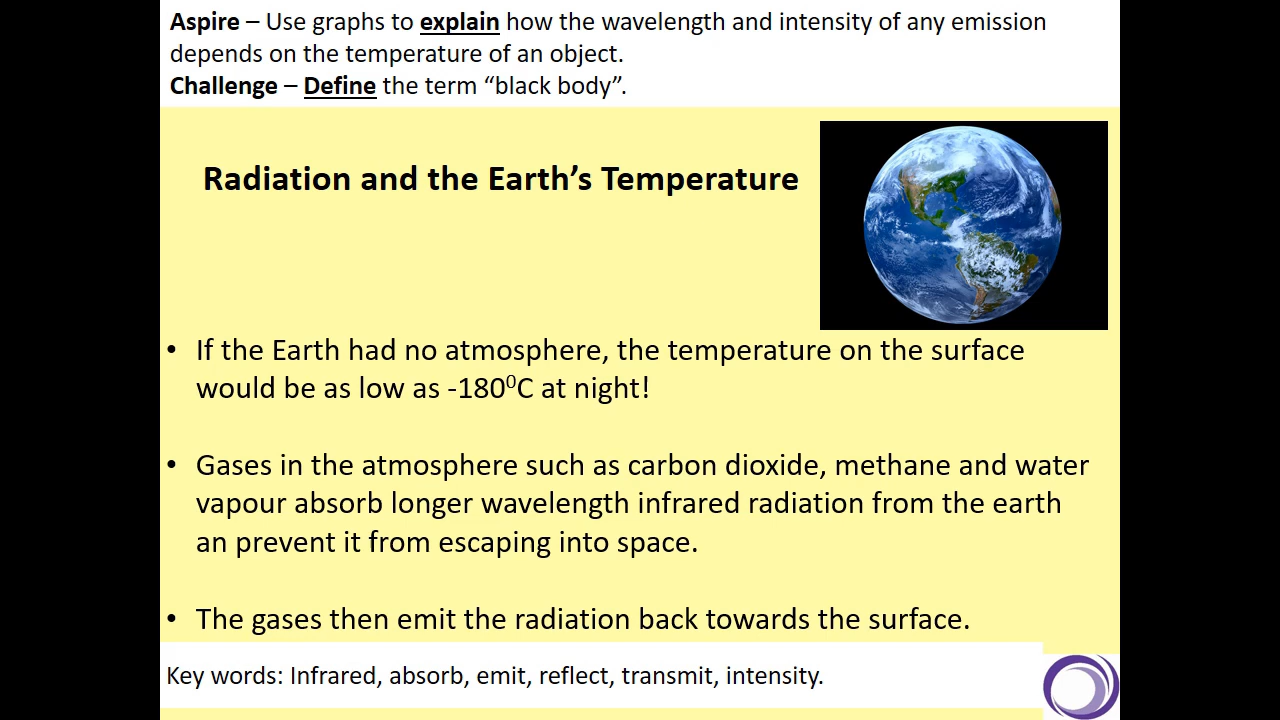 Aspire – Use graphs to explain how the wavelength and intensity of any emission
depends on the temperature of an object.
Challenge – Define the term “black body”.
Radiation and the Earth’s Temperature
• If the Earth had no atmosphere, the temperature on the surface
would be as low as -180⁰C at night!
• Gases in the atmosphere such as carbon dioxide, methane and water
vapour absorb longer wavelength infrared radiation from the earth
an prevent it from escaping into space.
• The gases then emit the radiation back towards the surface.
Key words: Infrared, absorb, emit, reflect, transmit, intensity.